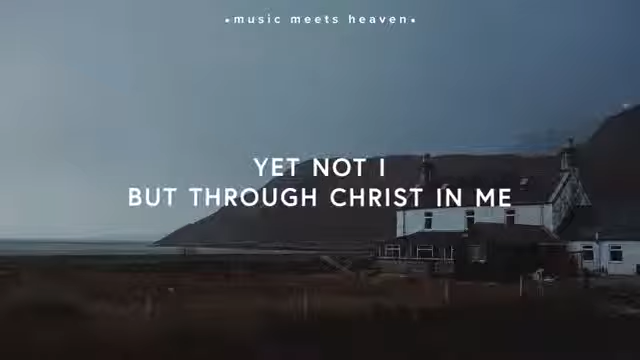 •music meets heaven•
YET NOT I
BUT THROUGH CHRIST IN ME